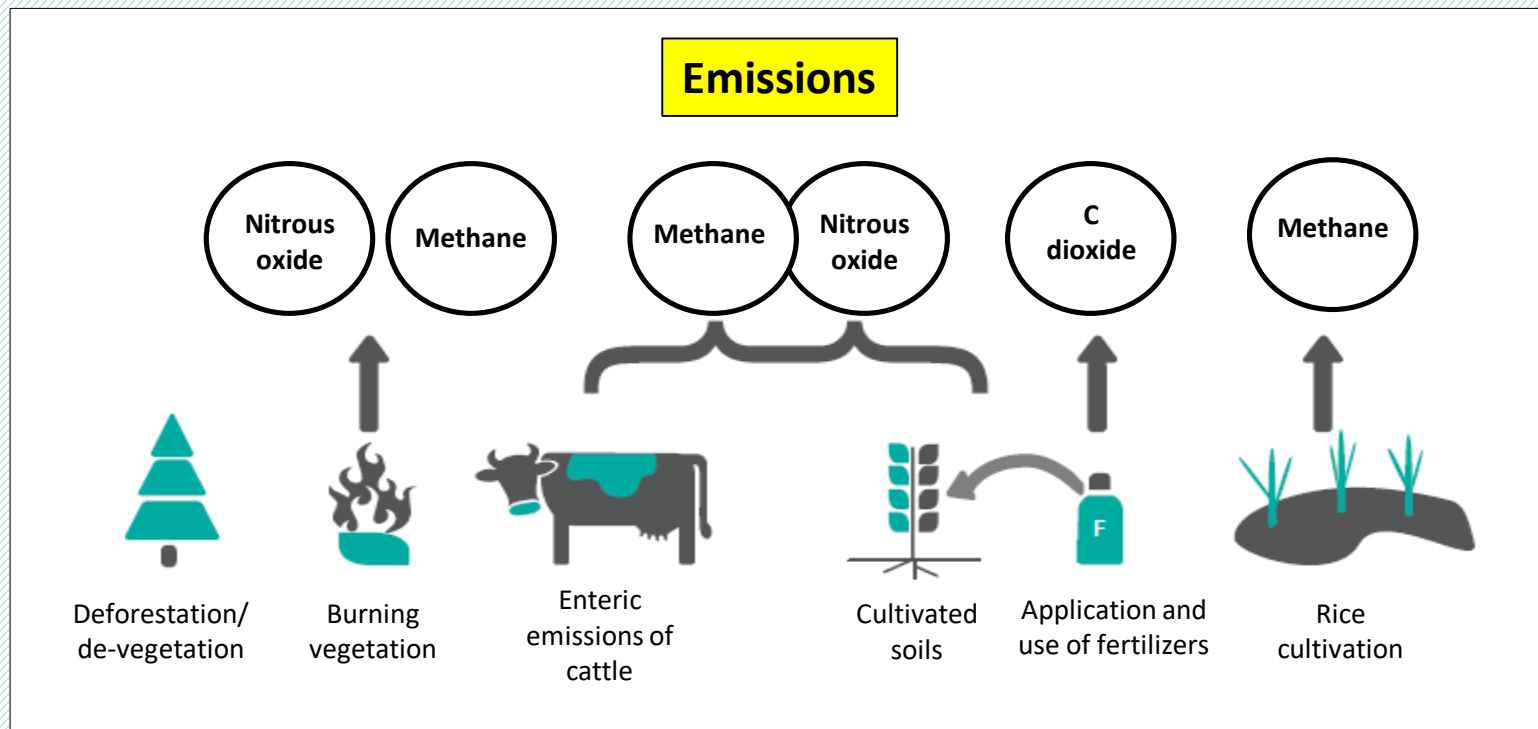 Emissions
Nitrous
oxide
Methane
Methane
Nitrous
oxide
C
dioxide
Methane
F
Deforestation/
de-vegetation
Burning
vegetation
Enteric
emissions of
cattle
Cultivated
soils
Application and
use of fertilizers
Rice
cultivation